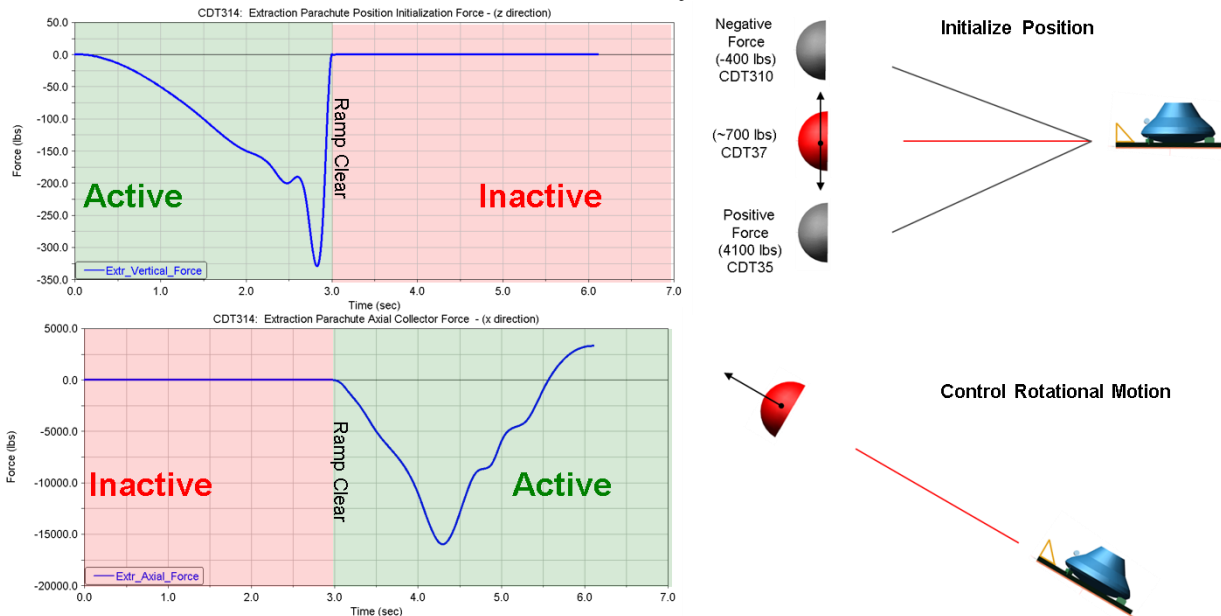 CDT314: Extraction Parachute Position Initialization Force - (z direction)
50.0
0.0
-50.0
-100.0
-150.0
-200.0
-250.0
-300.0
-350.0
Force (lbs)
Active
Ramp Clear
Inactive
Extr_Vertical_Force
0.0 1.0 2.0 3.0 4.0 5.0 6.0 7.0
Time (sec)
CDT314: Extraction Parachute Axial Collector Force - (x direction)
5000.0
0.0
-5000.0
-10000.0
-15000.0
-20000.0
Force (lbs)
Inactive
Ramp Clear
Active
Extr_Axial_Force
0.0 1.0 2.0 3.0 4.0 5.0 6.0 7.0
Time (sec)
Negative
Force
(-400 lbs)
CDT310
Initialize Position
(~700 lbs)
CDT37
Positive
Force
(4100 lbs)
CDT35
Control Rotational Motion